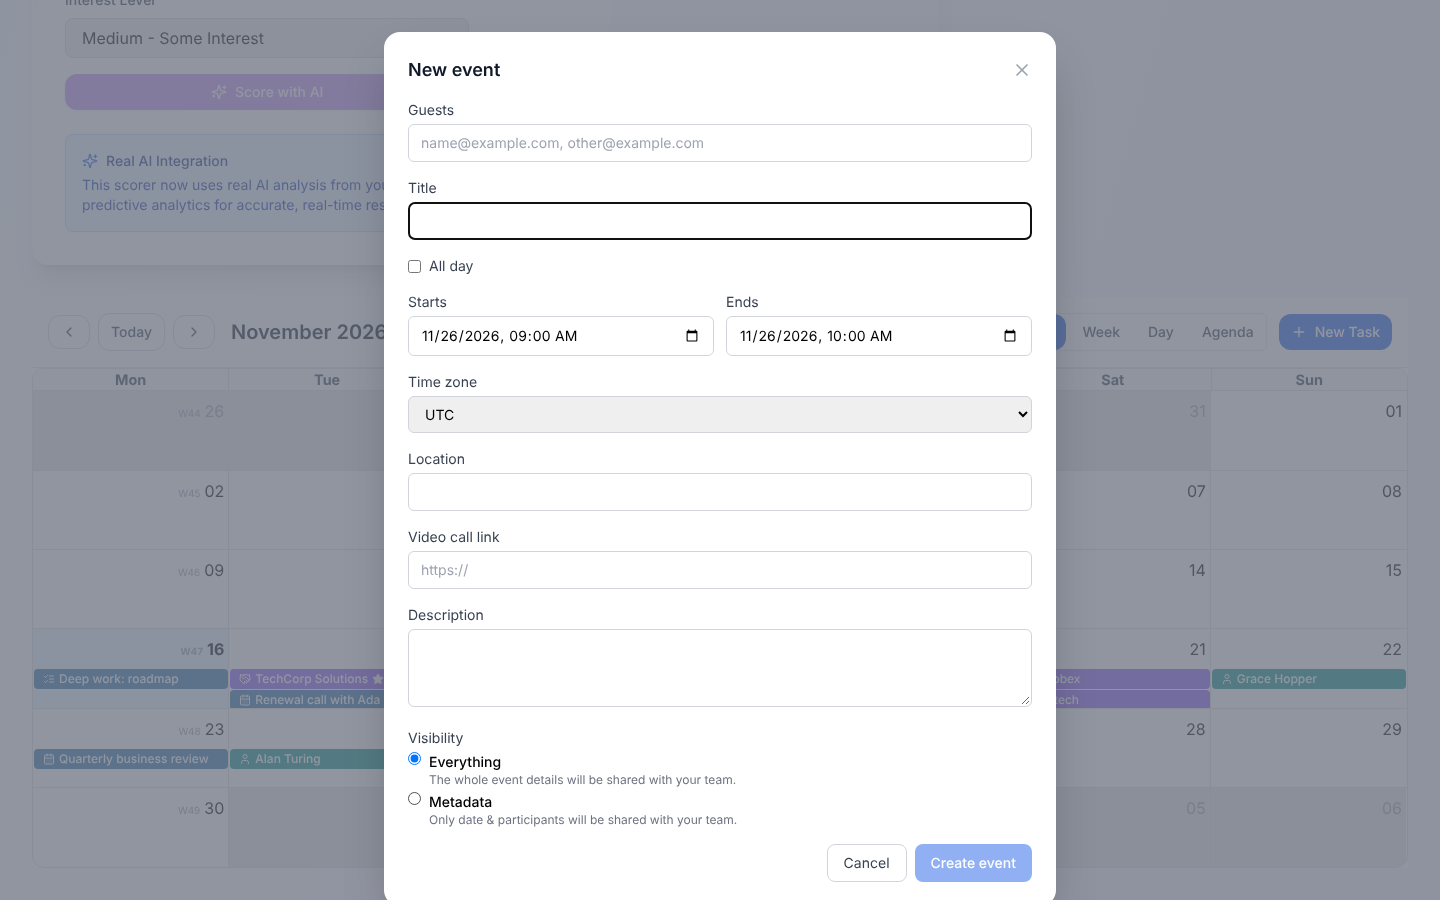 Interest Level
Medium - Some Interest
Score with AI
Real AI Integration
This scorer now uses real AI analysis from
predictive analytics for accurate, real-time
New event
Guests
name@example.com, other@example.com
Title
All day
Starts
Ends
11/26/2026, 09:00 AM
11/26/2026, 10:00 AM
Time zone
UTC
Location
Video call link
https://
Description
Visibility
Everything
The whole event details will be shared with your team.
Metadata
Only date & participants will be shared with your team.
Cancel
Create event
Today
November 2026
Week
Day
Agenda
+ New Task
Mon
Tue
Sat
Sun
W44 26
31
01
W45 02
07
08
W46 09
14
15
W47 16
21
22
Deep work: roadmap
TechCorp Solutions
Grace Hopper
Renewal call with Ada
W48 23
28
29
Quarterly business review
Alan Turing
W49 30
05
06